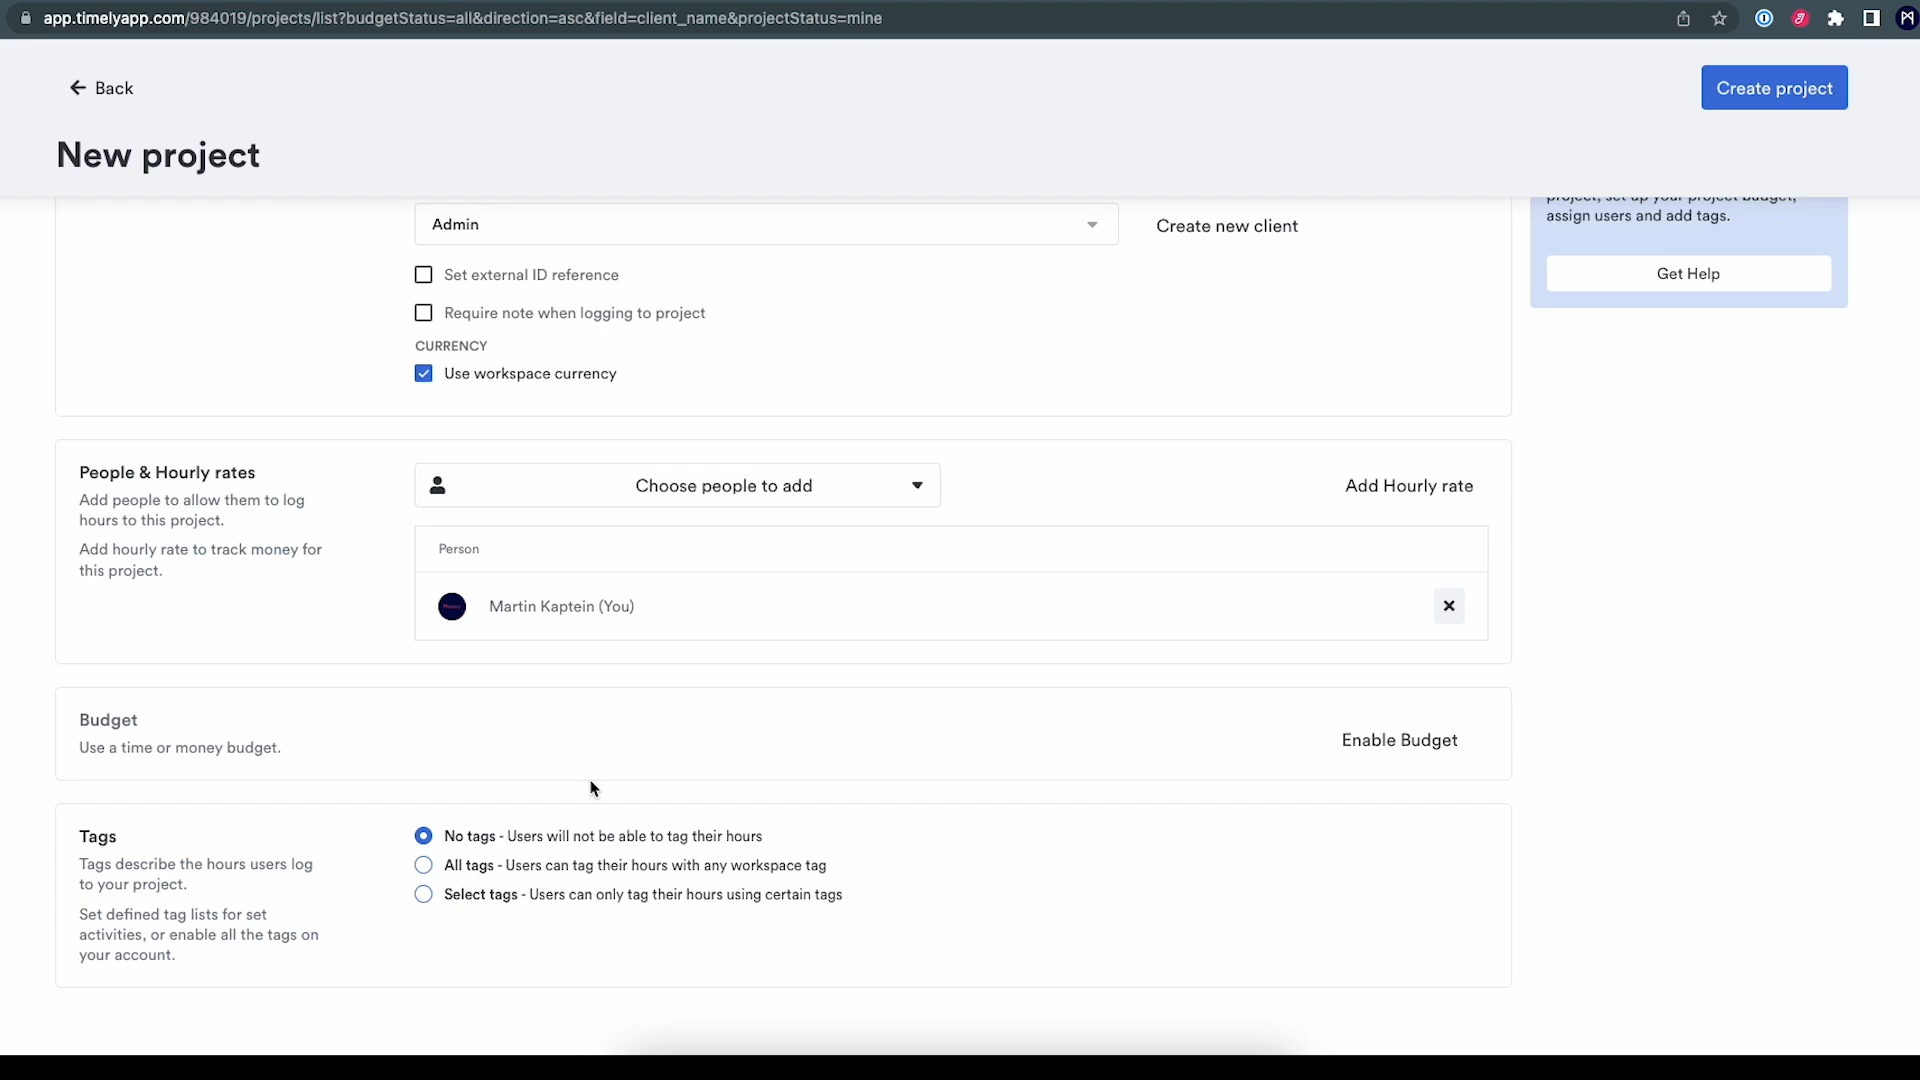 app.timelyapp.com/984019/projects/list?budgetStatus=all&direction=asc&field=client_name&projectStatus=mine
Back
Create project
New project
project, set up your project budget,
assign users and add tags.
Get Help
Admin
Create new client
Set external ID reference
Require note when logging to project
CURRENCY
Use workspace currency
People & Hourly rates
Add people to allow them to log
hours to this project.
Add hourly rate to track money for
this project.
Choose people to add
Add Hourly rate
Person
Martin Kaptein (You)
Budget
Use a time or money budget.
Enable Budget
Tags
Tags describe the hours users log
to your project.
Set defined tag lists for set
activities, or enable all the tags on
your account.
No tags - Users will not be able to tag their hours
All tags - Users can tag their hours with any workspace tag
Select tags - Users can only tag their hours using certain tags